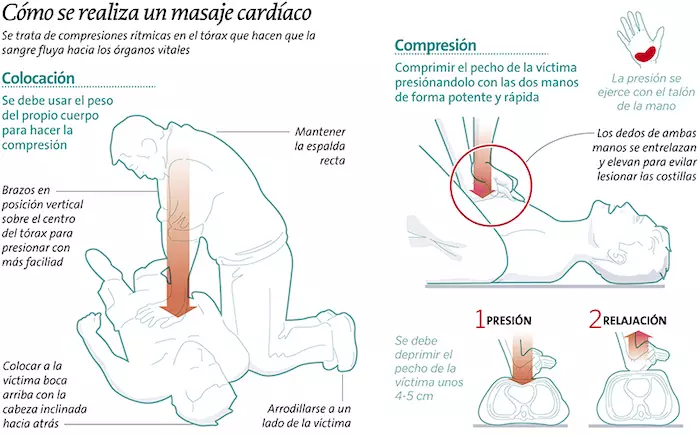 Cómo se realiza un masaje cardíaco
Se trata de compresiones rítmicas en el tórax que hacen que la
sangre fluya hacia los órganos vitales
Colocación
Se debe usar el peso
del propio cuerpo
para hacer la
compresión
Mantener
la espalda
recta
Brazos en
posición vertical
sobre el centro
del tórax para
presionar con
más faciliad
Colocar a la
víctima boca
arriba con la
cabeza inclinada
hacia atrás
Arrodillarse a un
lado de la víctima
Compresión
Comprimir el pecho de la víctima
presiónandolo con las dos manos
de forma potente y rápida
La presión se
ejerce con el talón
de la mano
Los dedos de ambas
manos se entrelazan
y elevan para evilar
lesionar las costillas
1 PRESIÓN
2 RELAJACIÓN
Se debe
deprimir el
pecho de la
víctima unos
4-5 cm